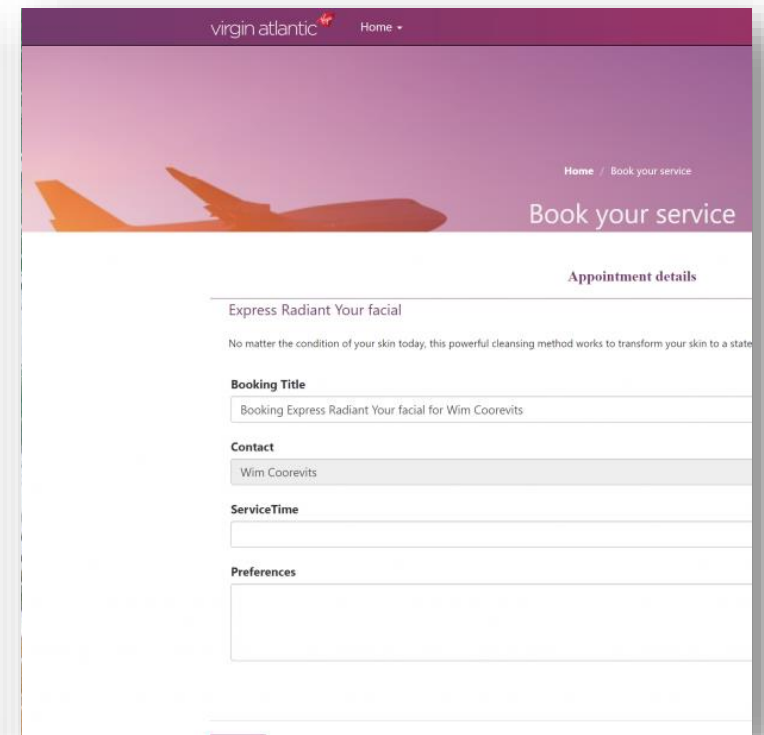 virgin atlantic Home
Home / Book your service
Book your service
Appointment details
Express Radiant Your facial
No matter the condition of your skin today, this powerful cleansing method works to transform your skin to a state
Booking Title
Booking Express Radiant Your facial for Wim Coorevits
Contact
Wim Coorevits
ServiceTime
Preferences